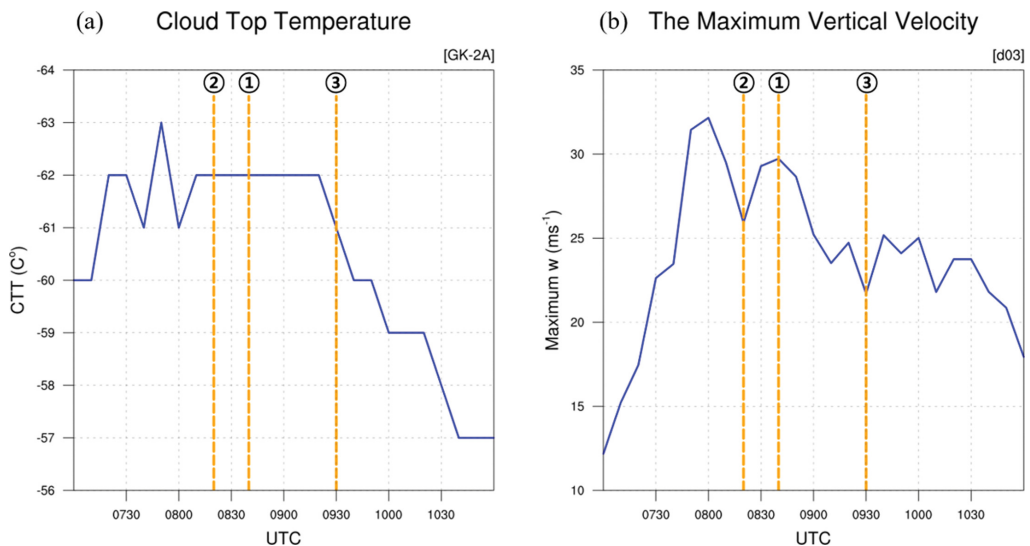 (a) Cloud Top Temperature
[GK-2A]
② ① ③
-64
-63
-62
-61
-60
-59
-58
-57
-56
CTT (C°)
0730 0800 0830 0900 0930 1000 1030
UTC
(b) The Maximum Vertical Velocity
[d03]
② ① ③
35
30
25
20
15
10
Maximum w (ms⁻¹)
0730 0800 0830 0900 0930 1000 1030
UTC